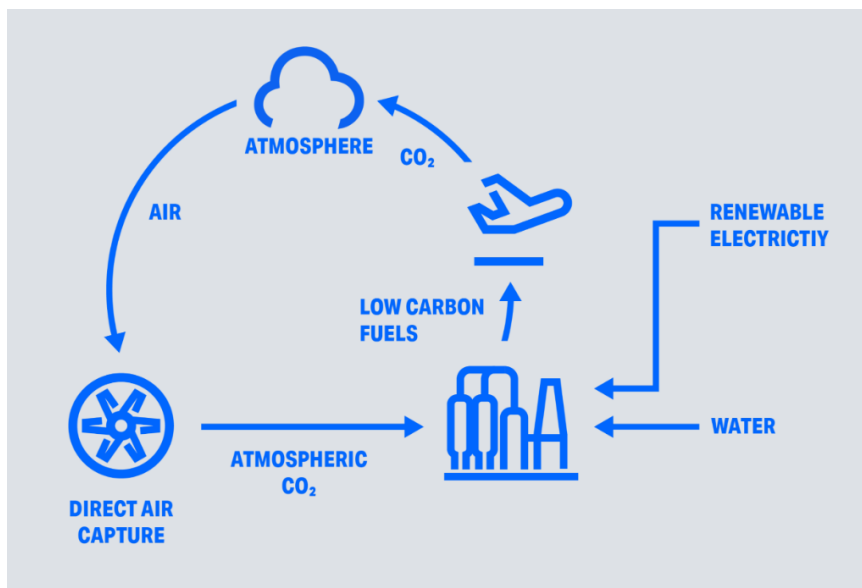 ATMOSPHERE
CO₂
AIR
RENEWABLE
ELECTRICTIY
LOW CARBON
FUELS
WATER
ATMOSPHERIC
CO₂
DIRECT AIR
CAPTURE